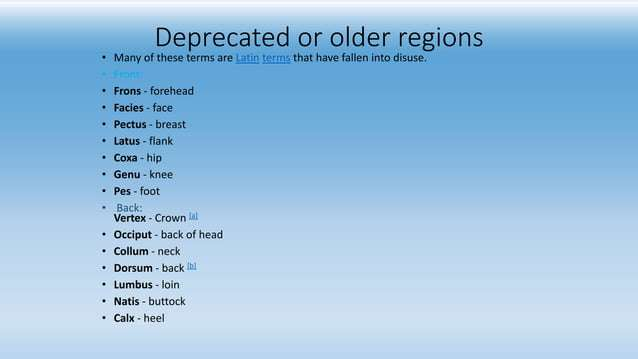 Deprecated or older regions
• Many of these terms are Latin terms that have fallen into disuse.
• Front:
• Frons - forehead
• Facies - face
• Pectus - breast
• Latus - flank
• Coxa - hip
• Genu - knee
• Pes - foot
• Back:
Vertex - Crown [a]
• Occiput - back of head
• Collum - neck
• Dorsum - back [b]
• Lumbus - loin
• Natis - buttock
• Calx - heel